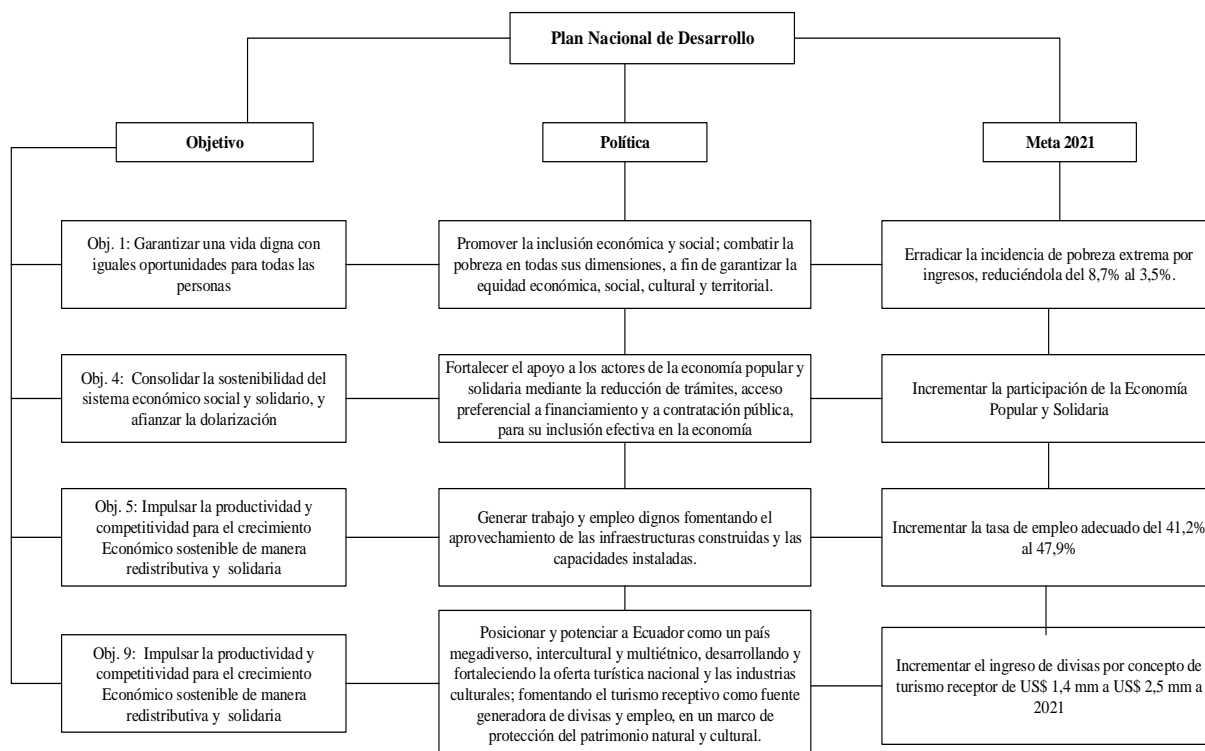 Plan Nacional de Desarrollo
Objetivo
Política
Meta 2021
Obj. 1: Garantizar una vida digna con
iguales oportunidades para todas las
personas
Promover la inclusión económica y social; combatir la
pobreza en todas sus dimensiones, a fin de garantizar la
equidad económica, social, cultural y territorial.
Erradicar la incidencia de pobreza extrema por
ingresos, reduciéndola del 8,7% al 3,5%.
Obj. 4: Consolidar la sostenibilidad del
sistema económico social y solidario, y
afianzar la dolarización
Fortalecer el apoyo a los actores de la economía popular y
solidaria mediante la reducción de trámites, acceso
preferencial a financiamiento y a contratación pública,
para su inclusión efectiva en la economía
Incrementar la participación de la Economía
Popular y Solidaria
Obj. 5: Impulsar la productividad y
competitividad para el crecimiento
Económico sostenible de manera
redistributiva y solidaria
Generar trabajo y empleo dignos fomentando el
aprovechamiento de las infraestructuras construidas y las
capacidades instaladas.
Incrementar la tasa de empleo adecuado del 41,2%
al 47,9%
Obj. 9: Impulsar la productividad y
competitividad para el crecimiento
Económico sostenible de manera
redistributiva y solidaria
Posicionar y potenciar a Ecuador como un país
megadiverso, intercultural y multiétnico, desarrollando y
fortaleciendo la oferta turística nacional y las industrias
culturales; fomentando el turismo receptivo como fuente
generadora de divisas y empleo, en un marco de
protección del patrimonio natural y cultural.
Incrementar el ingreso de divisas por concepto de
turismo receptor de US$ 1,4 mm a US$ 2,5 mm a
2021